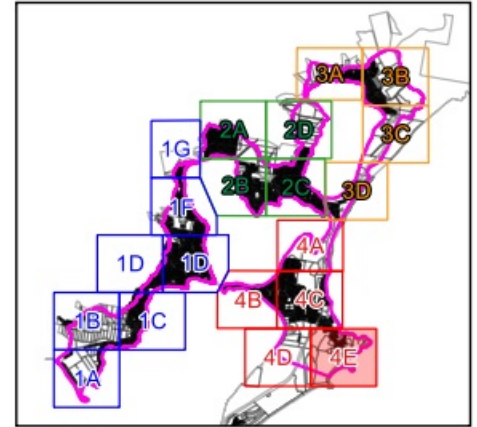 3A 3B
2A 2D
3C
1G
2B 2C 3D
1F
4A
1D 1D
4B 4C
1B 1C
4D 4E
1A